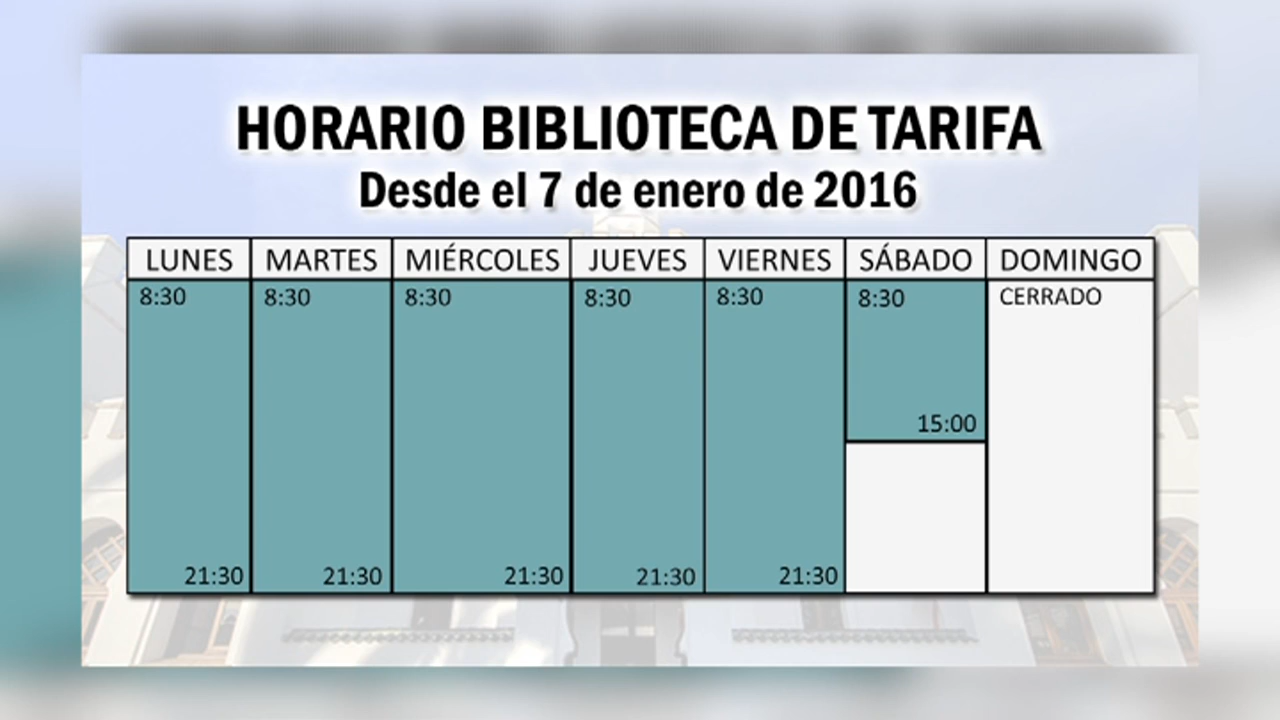 HORARIO BIBLIOTECA DE TARIFA
Desde el 7 de enero de 2016
LUNES MARTES MIÉRCOLES JUEVES VIERNES SÁBADO DOMINGO
8:30 8:30 8:30 8:30 8:30 8:30 CERRADO
15:00
21:30 21:30 21:30 21:30 21:30